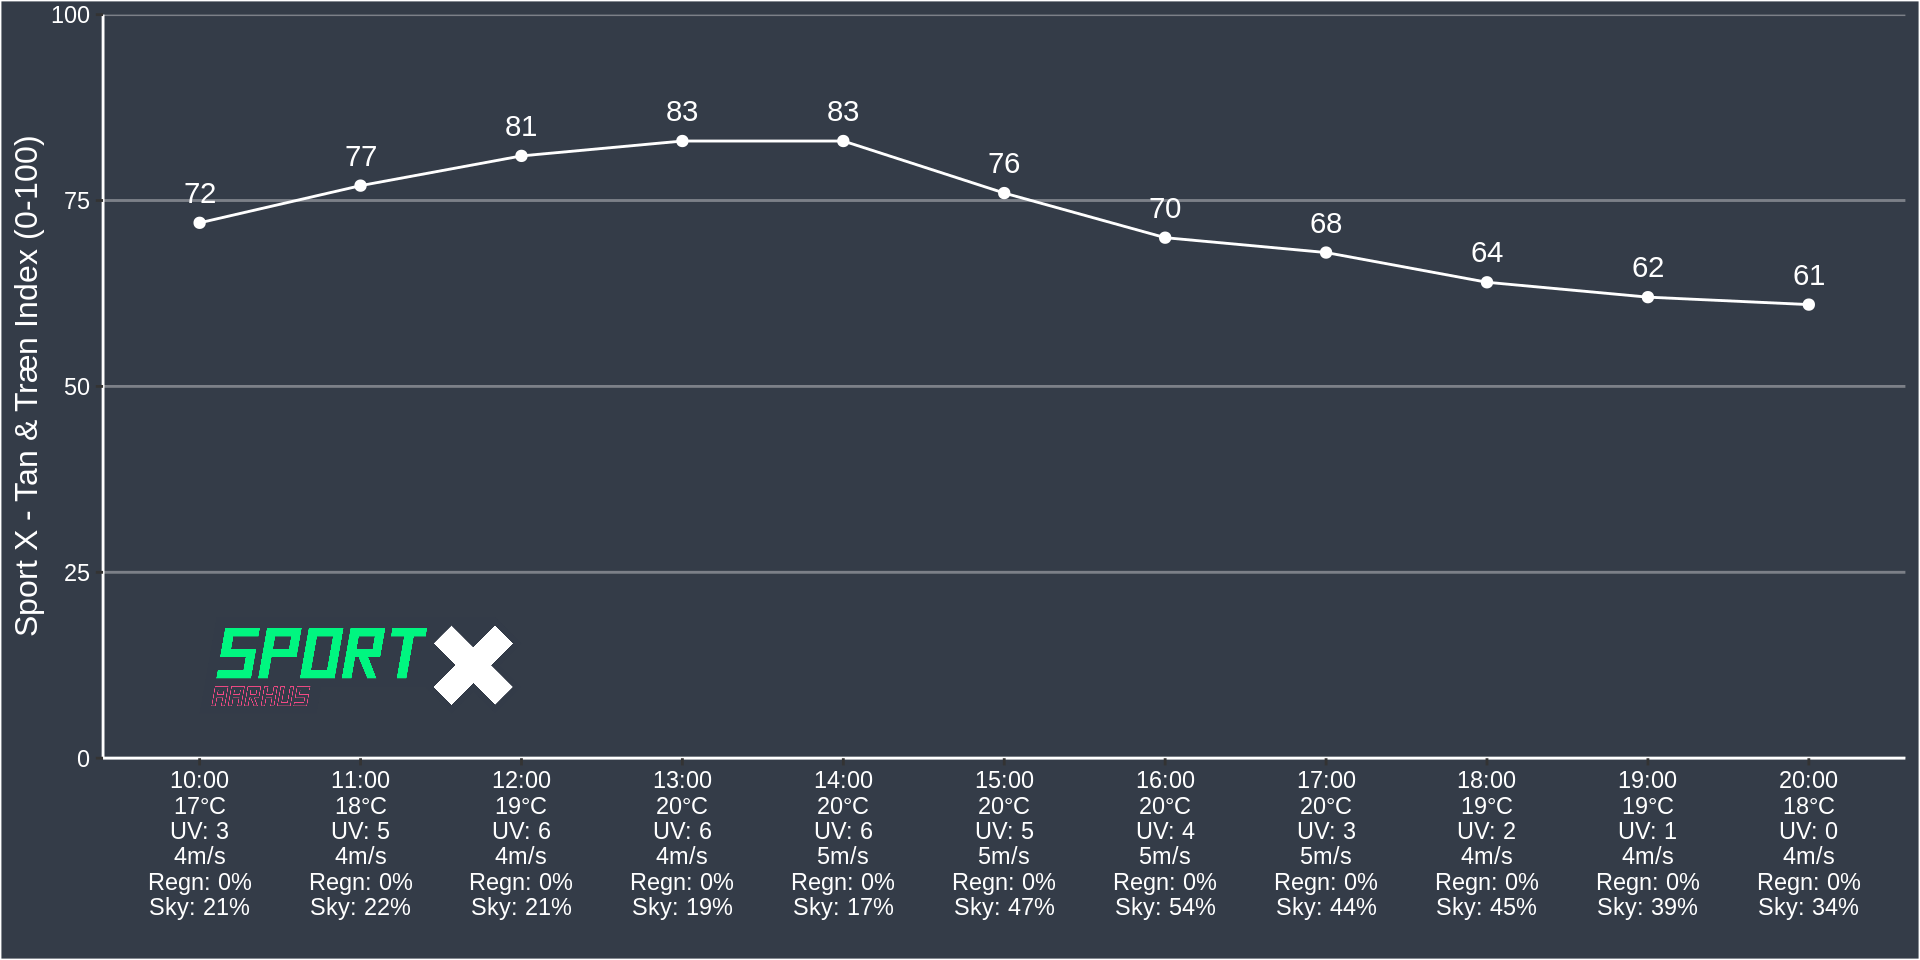 Sport X - Tan & Træn Index (0-100)
100
75
50
25
0
72
77
81
83
83
76
70
68
64
62
61
SPORT X
AARHUS
10:00 11:00 12:00 13:00 14:00 15:00 16:00 17:00 18:00 19:00 20:00
17°C 18°C 19°C 20°C 20°C 20°C 20°C 20°C 19°C 19°C 18°C
UV: 3 UV: 5 UV: 6 UV: 6 UV: 6 UV: 5 UV: 4 UV: 3 UV: 2 UV: 1 UV: 0
4m/s 4m/s 4m/s 4m/s 5m/s 5m/s 5m/s 5m/s 4m/s 4m/s 4m/s
Regn: 0% Regn: 0% Regn: 0% Regn: 0% Regn: 0% Regn: 0% Regn: 0% Regn: 0% Regn: 0% Regn: 0% Regn: 0%
Sky: 21% Sky: 22% Sky: 21% Sky: 19% Sky: 17% Sky: 47% Sky: 54% Sky: 44% Sky: 45% Sky: 39% Sky: 34%